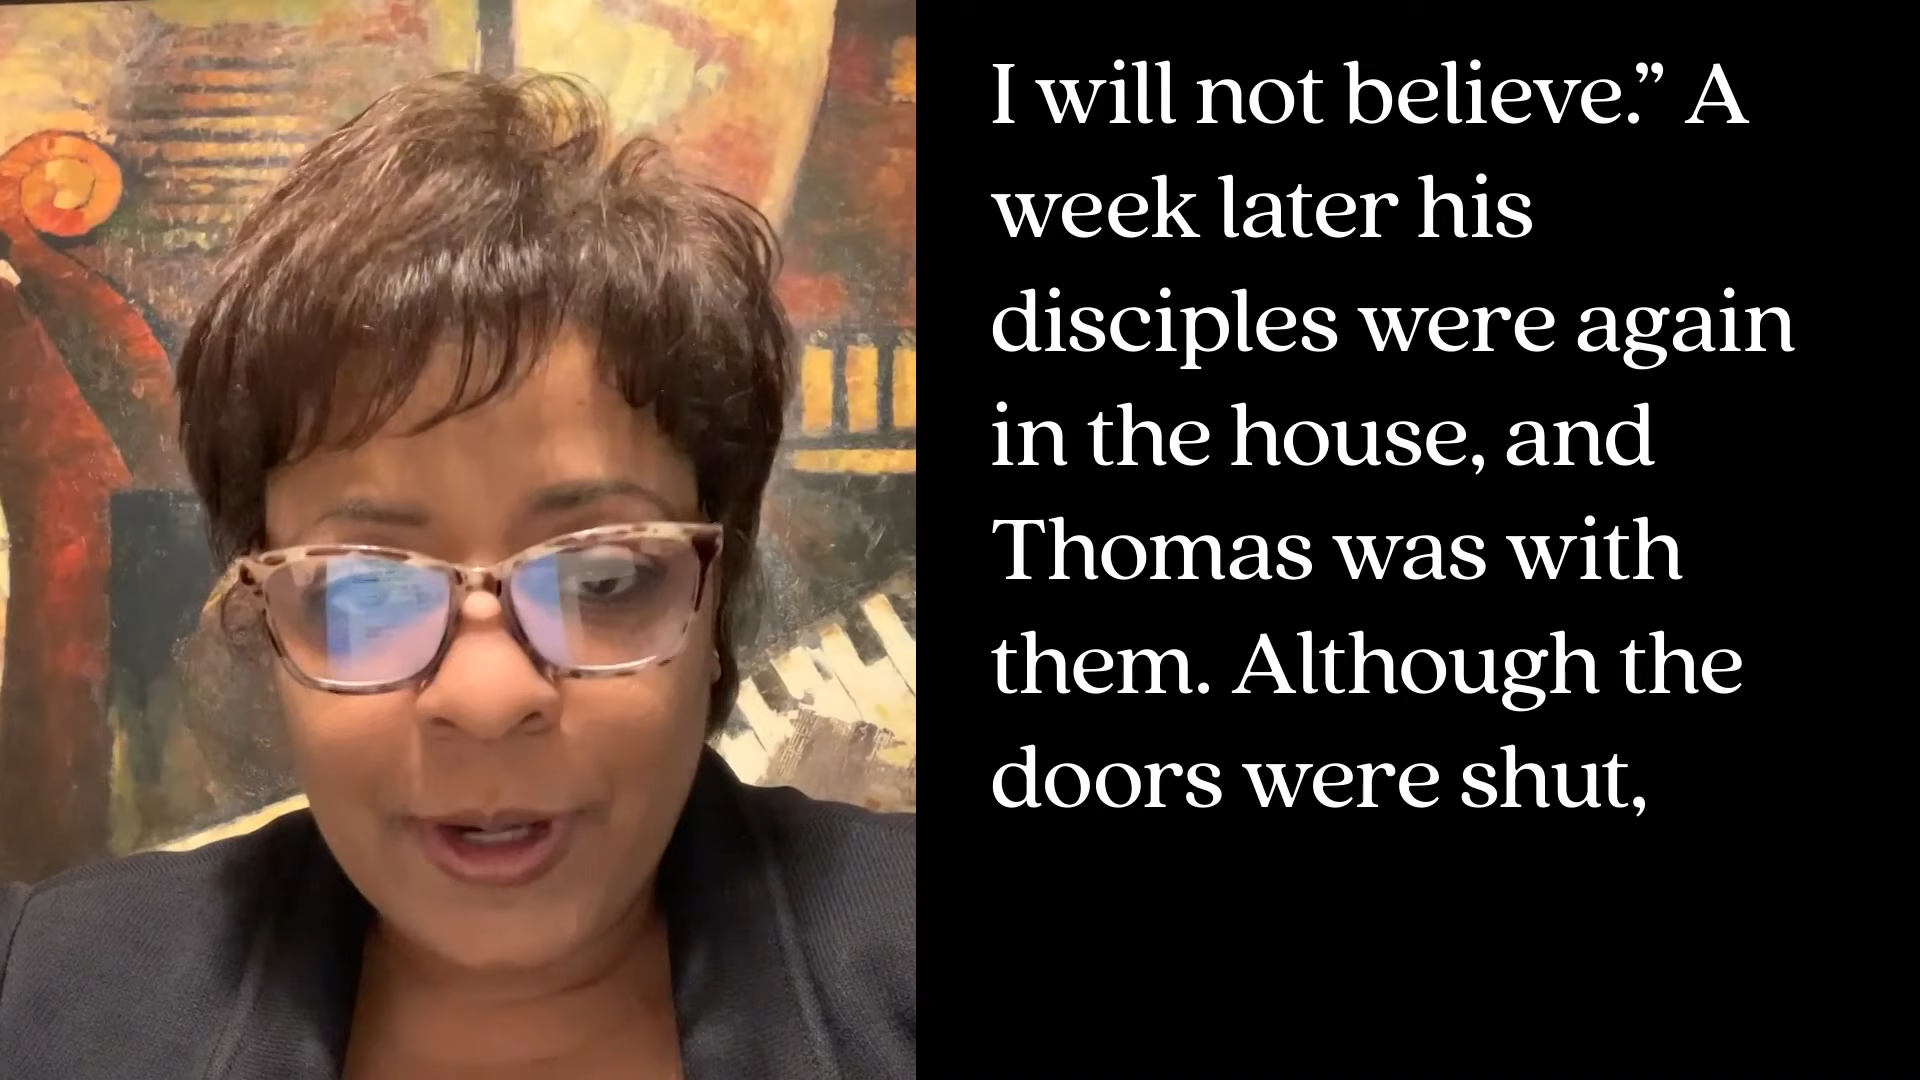 I will not believe.” A
week later his
disciples were again
in the house, and
Thomas was with
them. Although the
doors were shut,